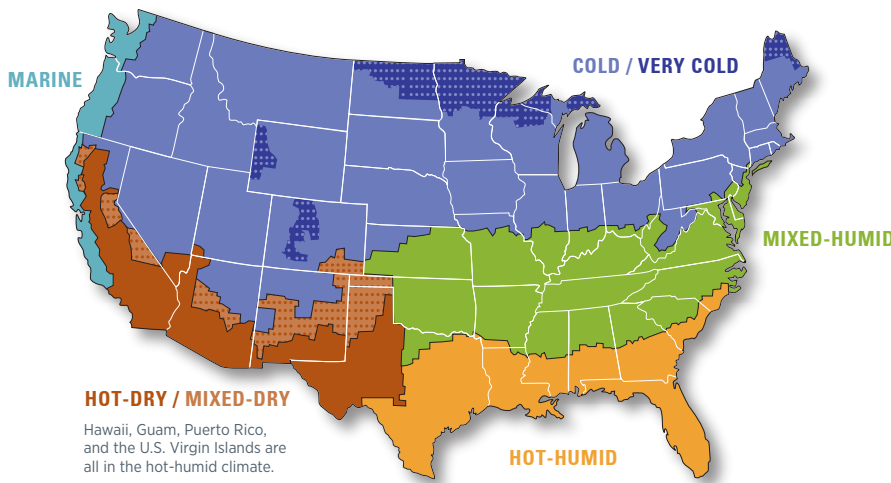 MARINE
COLD / VERY COLD
MIXED-HUMID
HOT-DRY / MIXED-DRY
Hawaii, Guam, Puerto Rico,
and the U.S. Virgin Islands are
all in the hot-humid climate.
HOT-HUMID